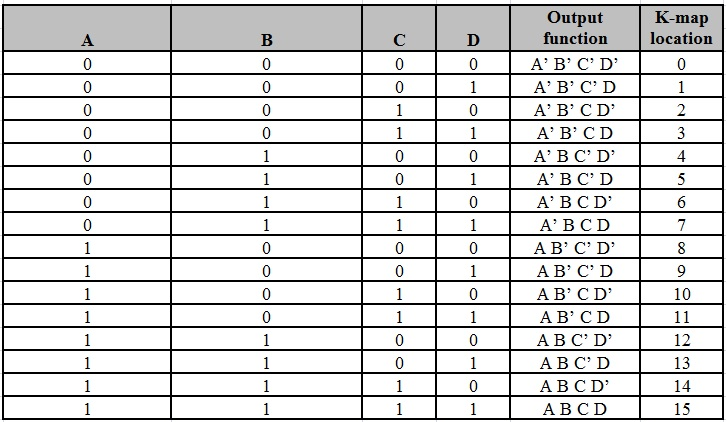 A B C D Output function K-map location
0 0 0 0 A’ B’ C’ D’ 0
0 0 0 1 A’ B’ C’ D 1
0 0 1 0 A’ B’ C D’ 2
0 0 1 1 A’ B’ C D 3
0 1 0 0 A’ B C’ D’ 4
0 1 0 1 A’ B C’ D 5
0 1 1 0 A’ B C D’ 6
0 1 1 1 A’ B C D 7
1 0 0 0 A B’ C’ D’ 8
1 0 0 1 A B’ C’ D 9
1 0 1 0 A B’ C D’ 10
1 0 1 1 A B’ C D 11
1 1 0 0 A B C’ D’ 12
1 1 0 1 A B C’ D 13
1 1 1 0 A B C D’ 14
1 1 1 1 A B C D 15